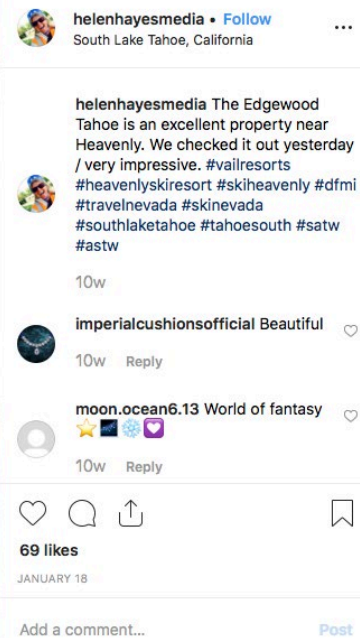 helenhayesmedia • Follow
South Lake Tahoe, California
helenhayesmedia The Edgewood
Tahoe is an excellent property near
Heavenly. We checked it out yesterday
/ very impressive. #vailresorts
#heavenlyskiresort #skiheavenly #dfmi
#travelnevada #skinevada
#southlaketahoe #tahoesouth #satw
#astw
10w
imperialcushionsofficial Beautiful
10w Reply
moon.ocean6.13 World of fantasy
⭐🌌❄️💟
10w Reply
69 likes
JANUARY 18
Add a comment... Post